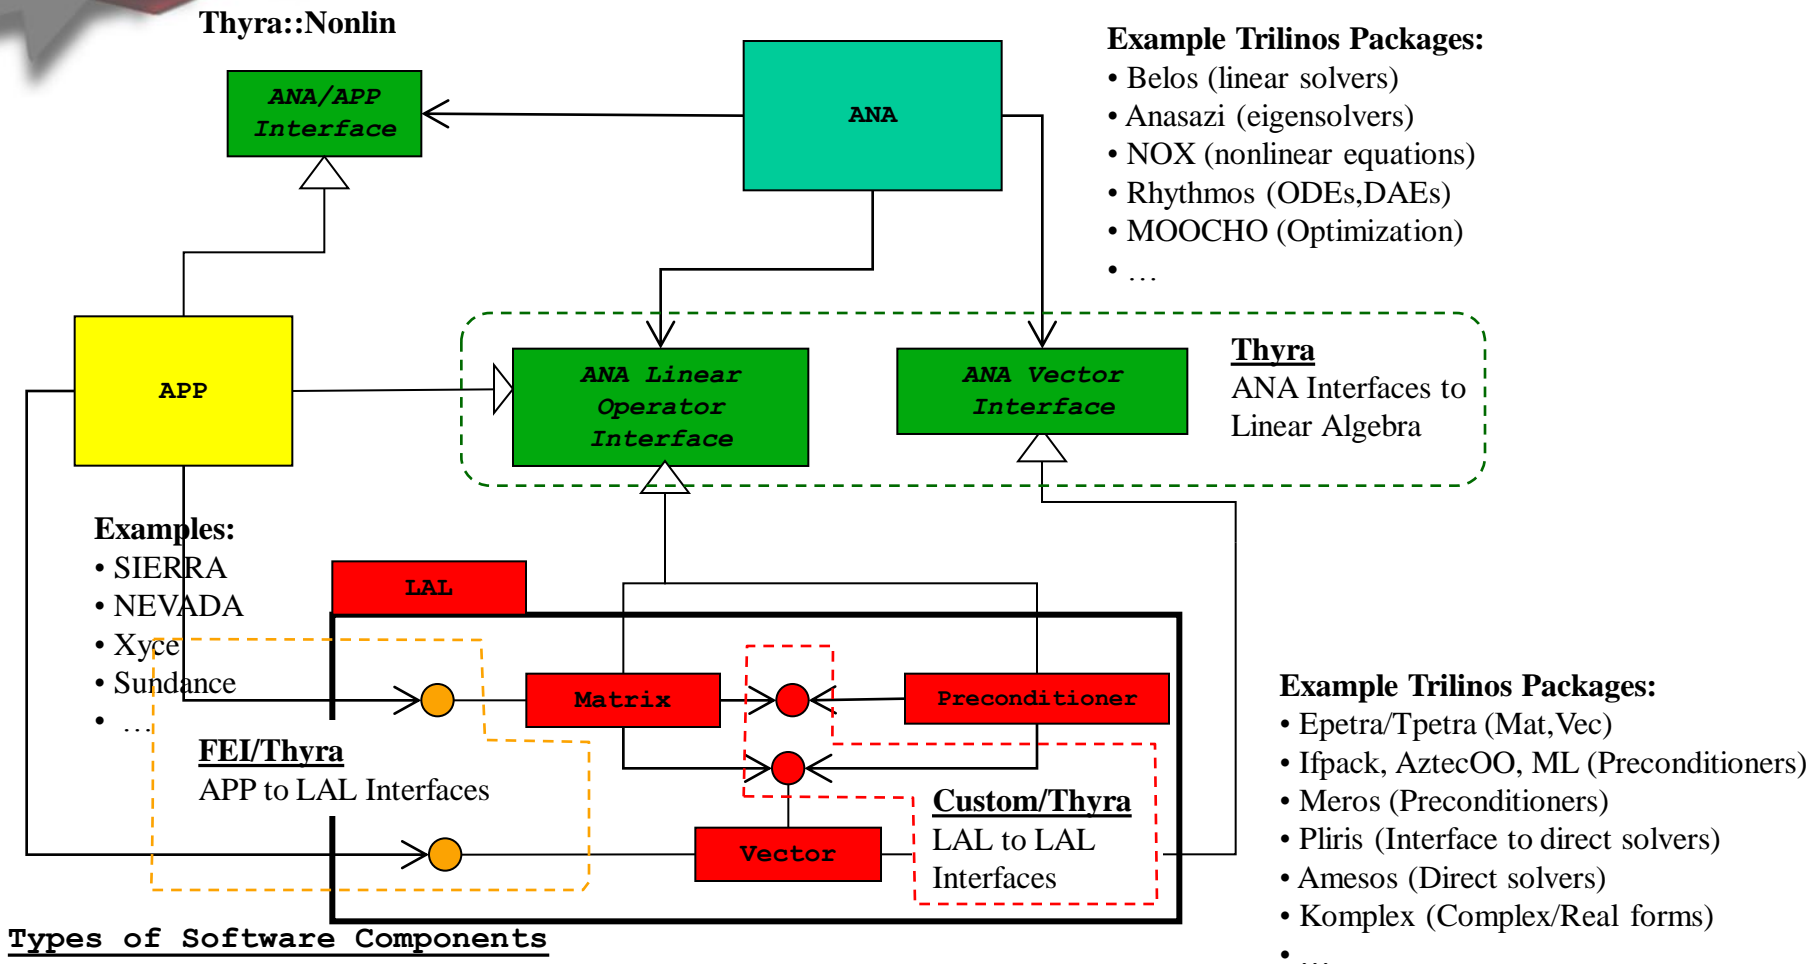 Thyra::Nonlin
ANA/APP
Interface
ANA
Example Trilinos Packages:
• Belos (linear solvers)
• Anasazi (eigensolvers)
• NOX (nonlinear equations)
• Rhythmos (ODEs,DAEs)
• MOOCHO (Optimization)
• …
APP
ANA Linear
Operator
Interface
ANA Vector
Interface
Thyra
ANA Interfaces to
Linear Algebra
Examples:
• SIERRA
• NEVADA
• Xyce
• Sundance
• …
LAL
Matrix
Preconditioner
FEI/Thyra
APP to LAL Interfaces
Vector
Custom/Thyra
LAL to LAL
Interfaces
Example Trilinos Packages:
• Epetra/Tpetra (Mat,Vec)
• Ifpack, AztecOO, ML (Preconditioners)
• Meros (Preconditioners)
• Pliris (Interface to direct solvers)
• Amesos (Direct solvers)
• Komplex (Complex/Real forms)
• …
Types of Software Components